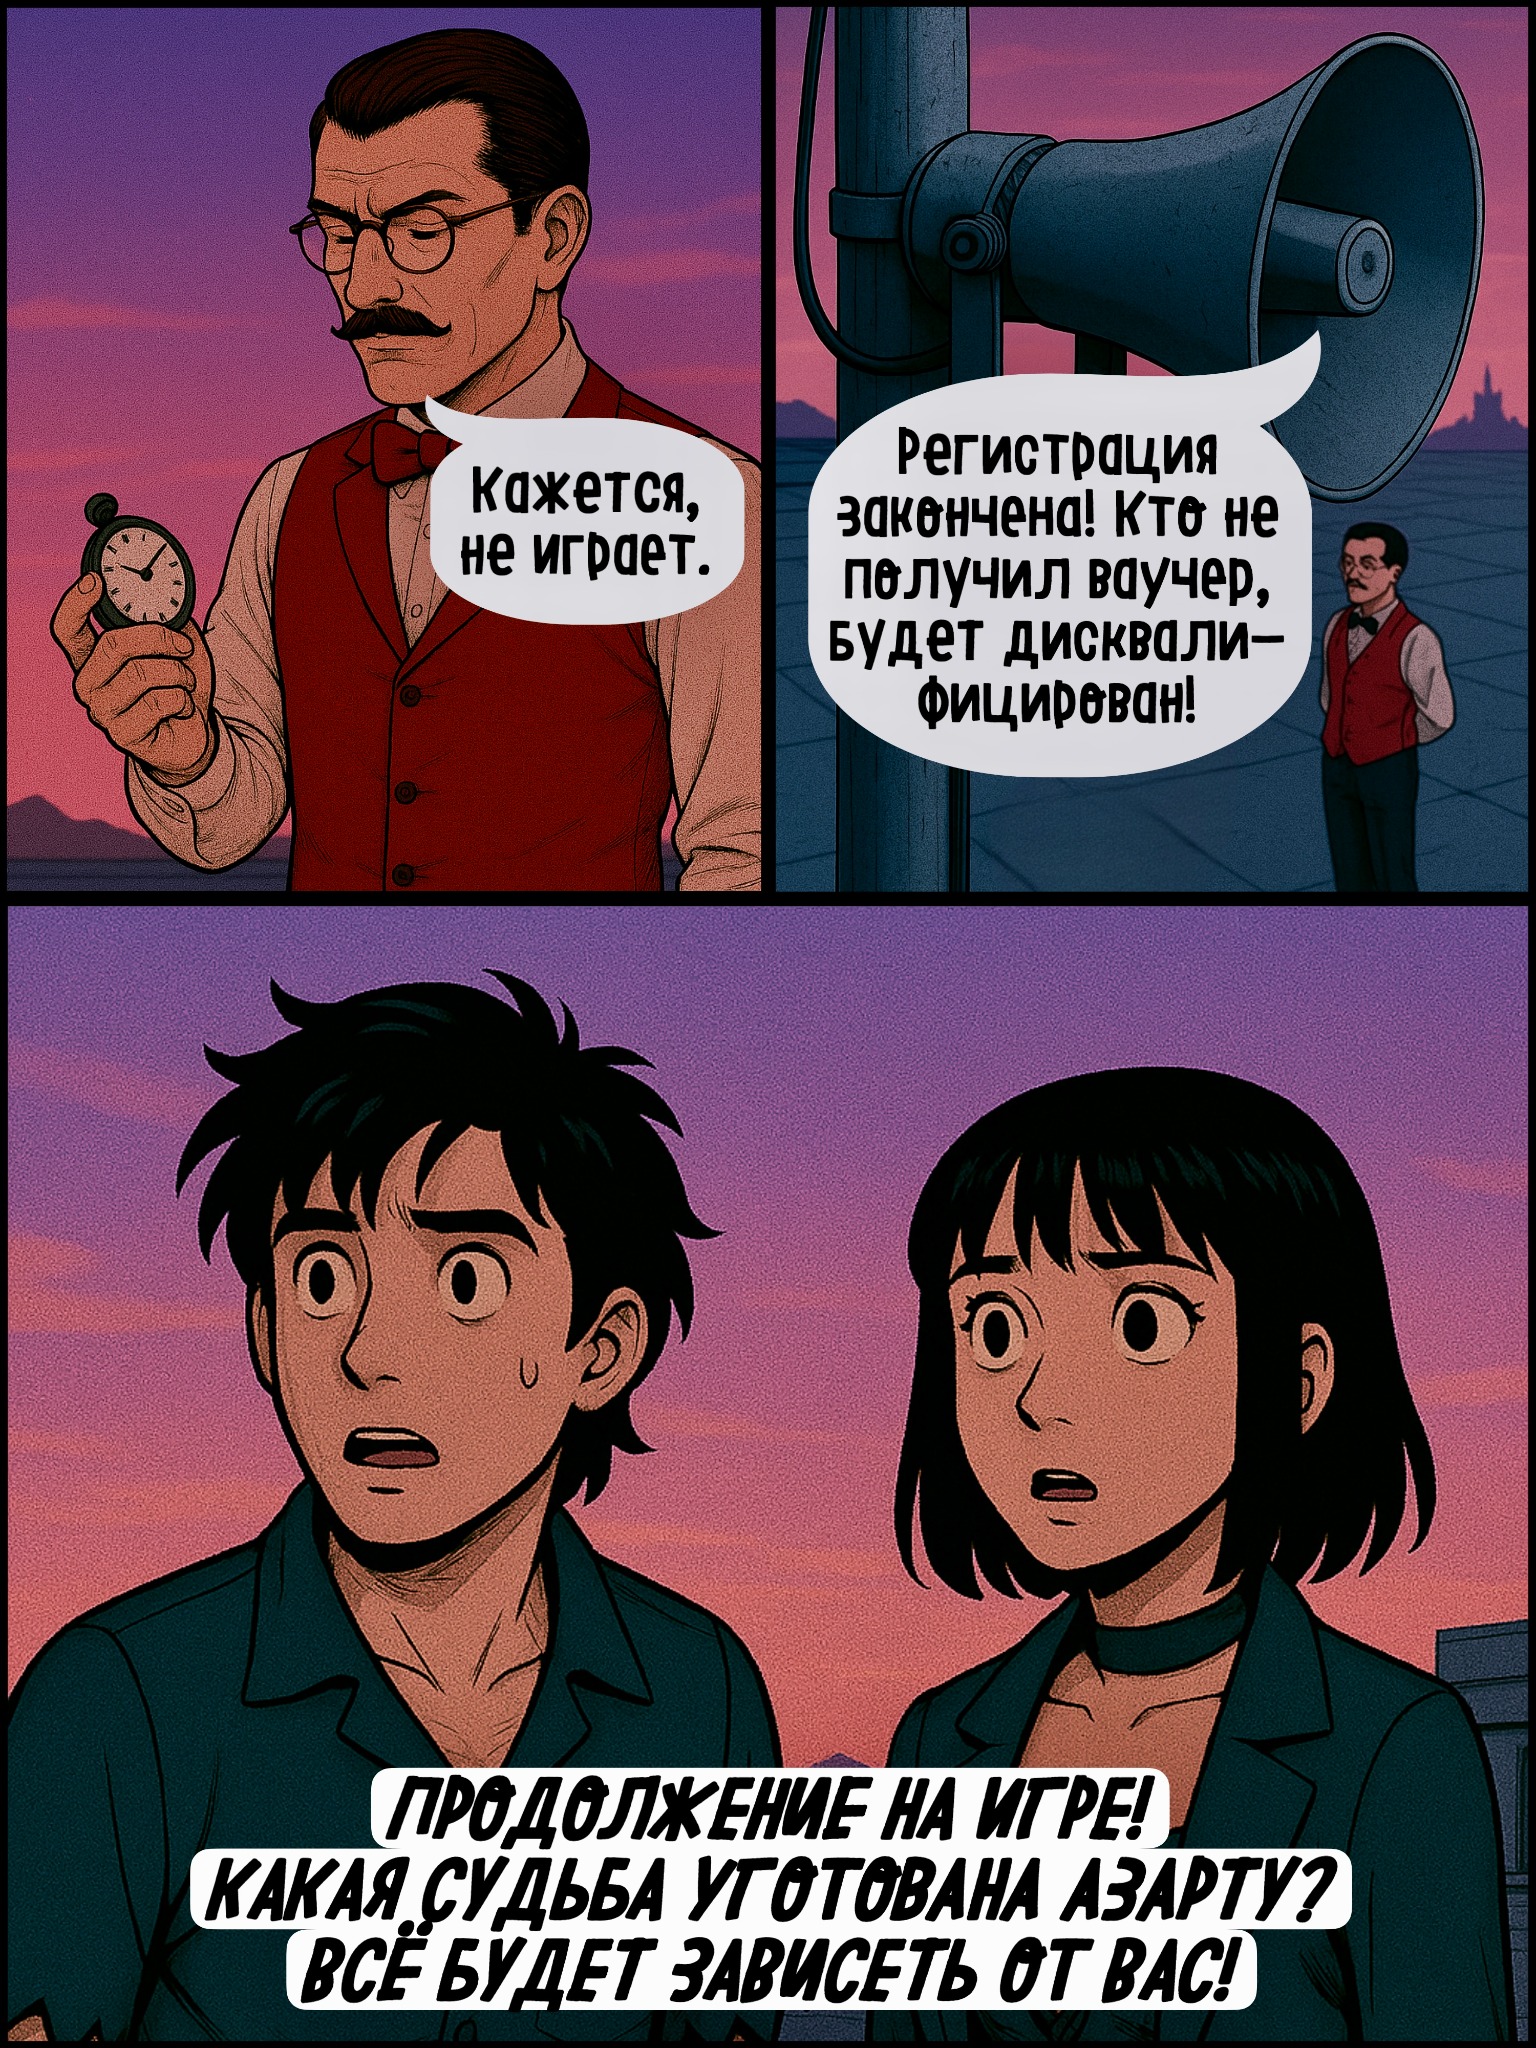 Кажется,
не играет.
Регистрация
закончена! Кто не
получил ваучер,
будет дисквали-
фицирован!
ПРОДОЛЖЕНИЕ НА ИГРЕ!
КАКАЯ СУДЬБА УГОТОВАНА АЗАРТУ?
ВСЁ БУДЕТ ЗАВИСЕТЬ ОТ ВАС!